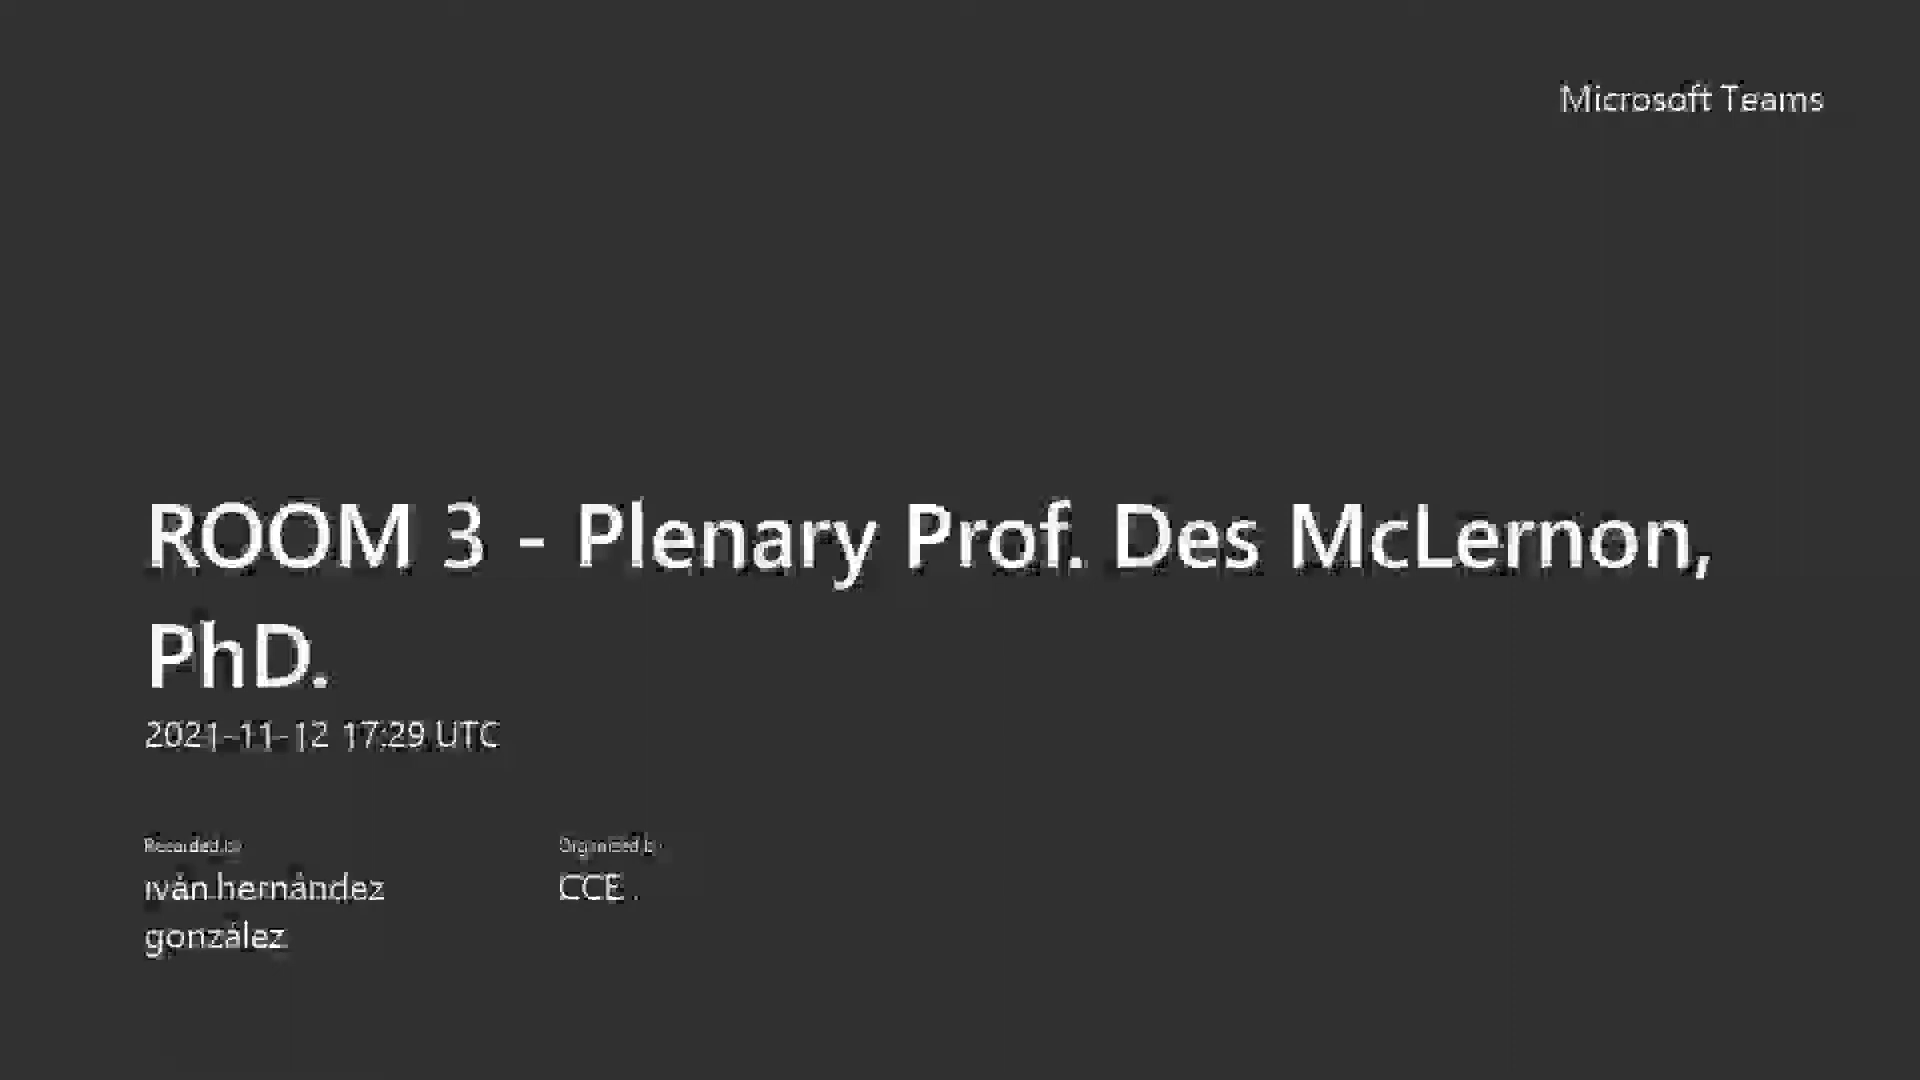 Microsoft Teams
ROOM 3 - Plenary Prof. Des McLernon,
PhD.
2021-11-12 17:29 UTC
Recorded by
Organized by
iván hernández
CCE .
gonzález